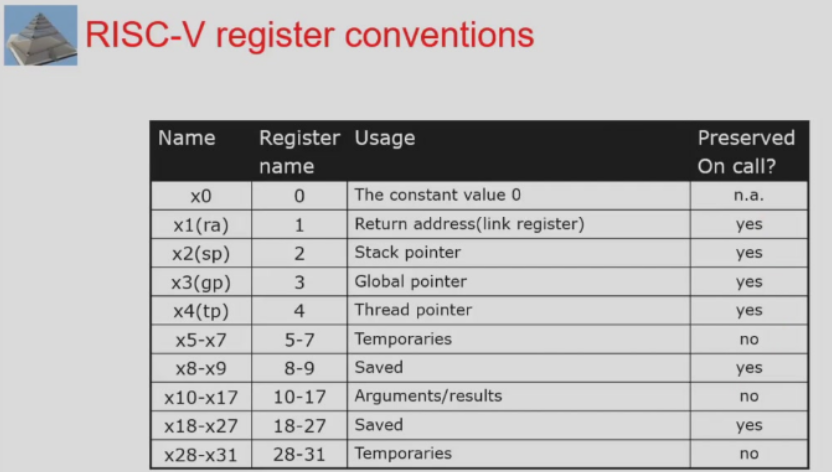 RISC-V register conventions
Name Register name Usage Preserved On call?
x0 0 The constant value 0 n.a.
x1(ra) 1 Return address(link register) yes
x2(sp) 2 Stack pointer yes
x3(gp) 3 Global pointer yes
x4(tp) 4 Thread pointer yes
x5-x7 5-7 Temporaries no
x8-x9 8-9 Saved yes
x10-x17 10-17 Arguments/results no
x18-x27 18-27 Saved yes
x28-x31 28-31 Temporaries no